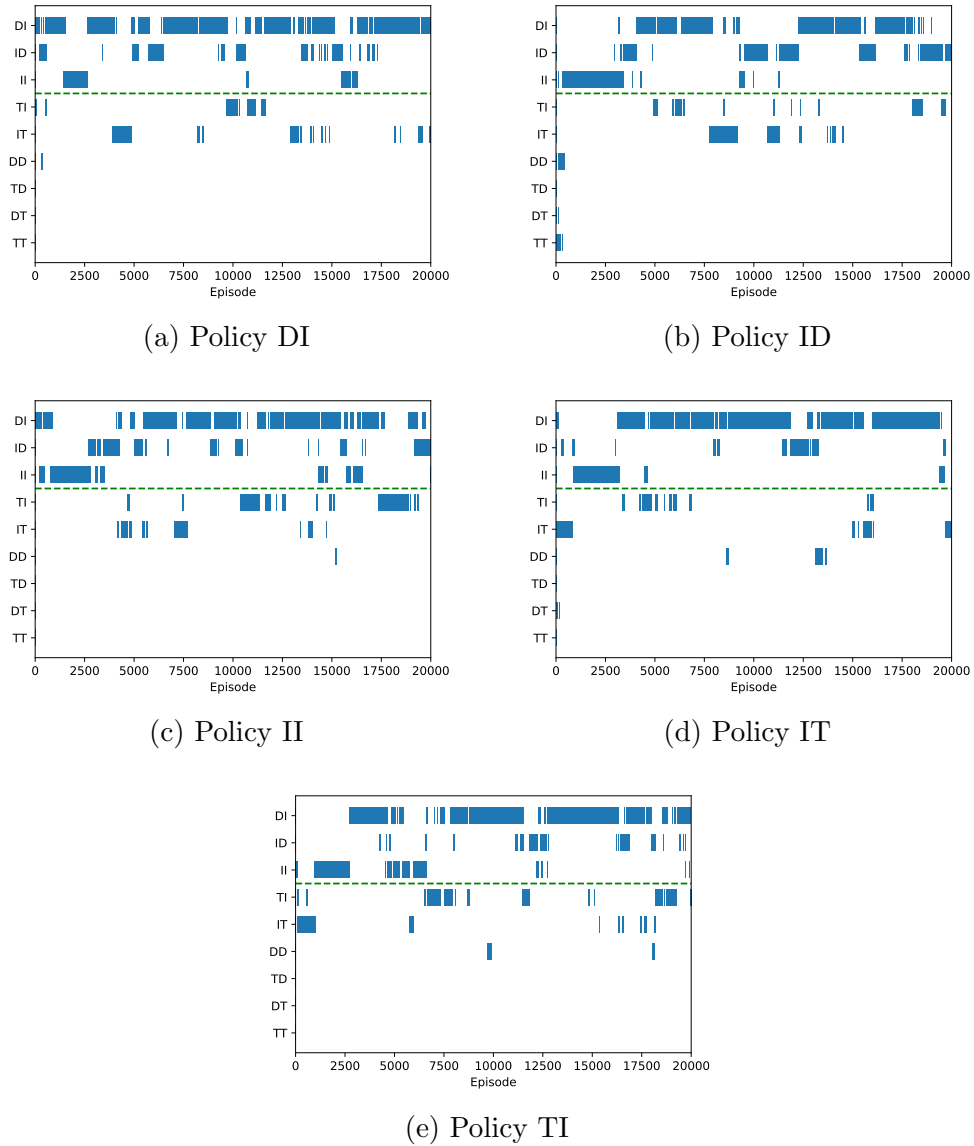 DI
ID
II
TI
IT
DD
TD
DT
TT
0 2500 5000 7500 10000 12500 15000 17500 20000
Episode
(a) Policy DI
DI
ID
II
TI
IT
DD
TD
DT
TT
0 2500 5000 7500 10000 12500 15000 17500 20000
Episode
(b) Policy ID
DI
ID
II
TI
IT
DD
TD
DT
TT
0 2500 5000 7500 10000 12500 15000 17500 20000
Episode
(c) Policy II
DI
ID
II
TI
IT
DD
TD
DT
TT
0 2500 5000 7500 10000 12500 15000 17500 20000
Episode
(d) Policy IT
DI
ID
II
TI
IT
DD
TD
DT
TT
0 2500 5000 7500 10000 12500 15000 17500 20000
Episode
(e) Policy TI